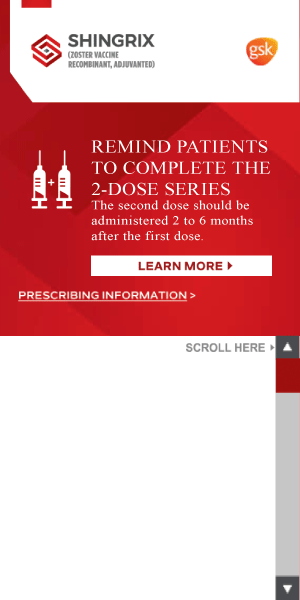 SHINGRIX
(ZOSTER VACCINE
RECOMBINANT, ADJUVANTED)
gsk
REMIND PATIENTS
TO COMPLETE THE
2-DOSE SERIES
The second dose should be
administered 2 to 6 months
after the first dose.
+
LEARN MORE
PRESCRIBING INFORMATION >
SCROLL HERE